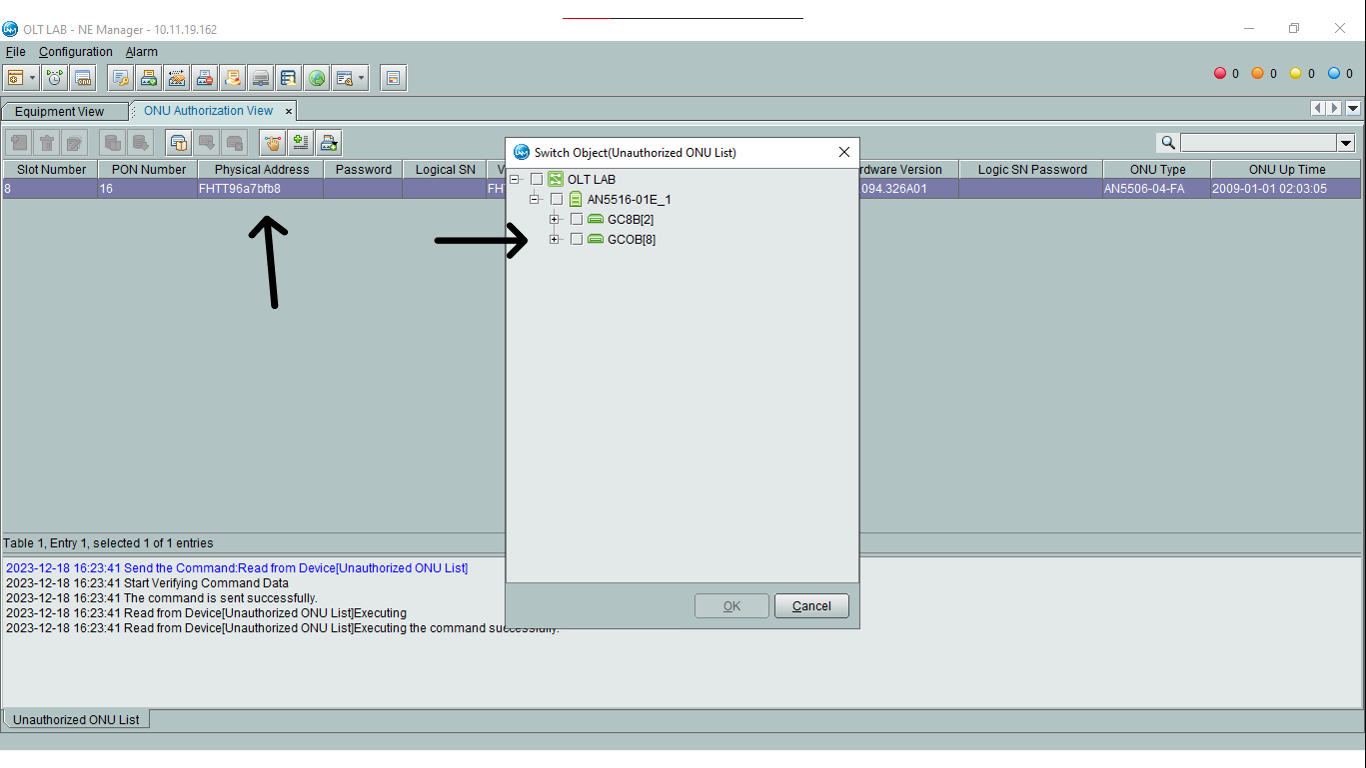 OLT LAB - NE Manager - 10.11.19.162
File Configuration Alarm
0 0 0 0
Equipment View ONU Authorization View
Slot Number PON Number Physical Address Password Logical SN rdware Version Logic SN Password ONU Type ONU Up Time
8 16 FHTT96a7bfb8 FH 094.326A01 AN5506-04-FA 2009-01-01 02:03:05
Switch Object(Unauthorized ONU List)
OLT LAB
AN5516-01E_1
GC8B[2]
GCOB[8]
OK Cancel
Table 1, Entry 1, selected 1 of 1 entries
2023-12-18 16:23:41 Send the Command:Read from Device[Unauthorized ONU List]
2023-12-18 16:23:41 Start Verifying Command Data
2023-12-18 16:23:41 The command is sent successfully.
2023-12-18 16:23:41 Read from Device[Unauthorized ONU List]Executing
2023-12-18 16:23:41 Read from Device[Unauthorized ONU List]Executing the command successfully.
Unauthorized ONU List